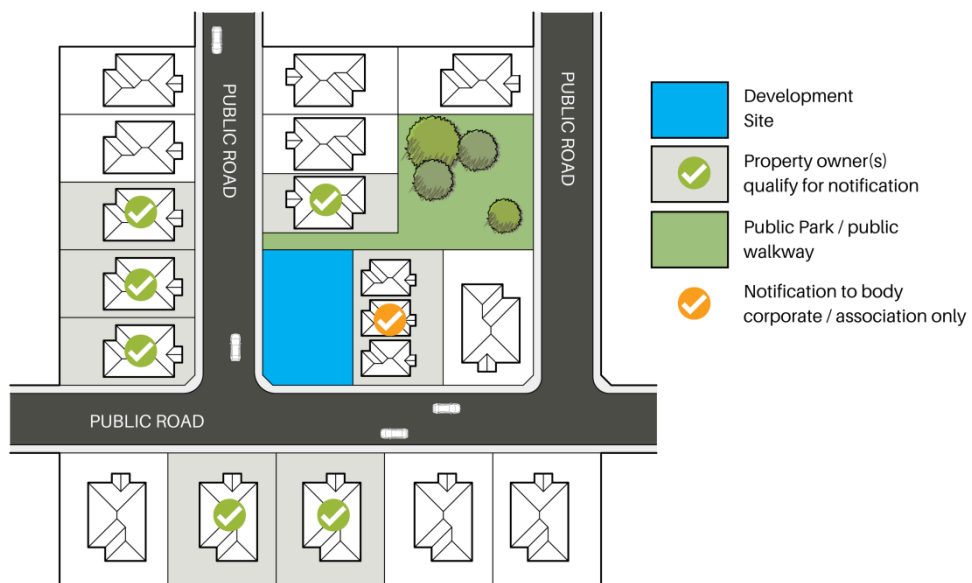 PUBLIC ROAD
PUBLIC ROAD
PUBLIC ROAD
Development
Site
Property owner(s)
qualify for notification
Public Park / public
walkway
Notification to body
corporate / association only